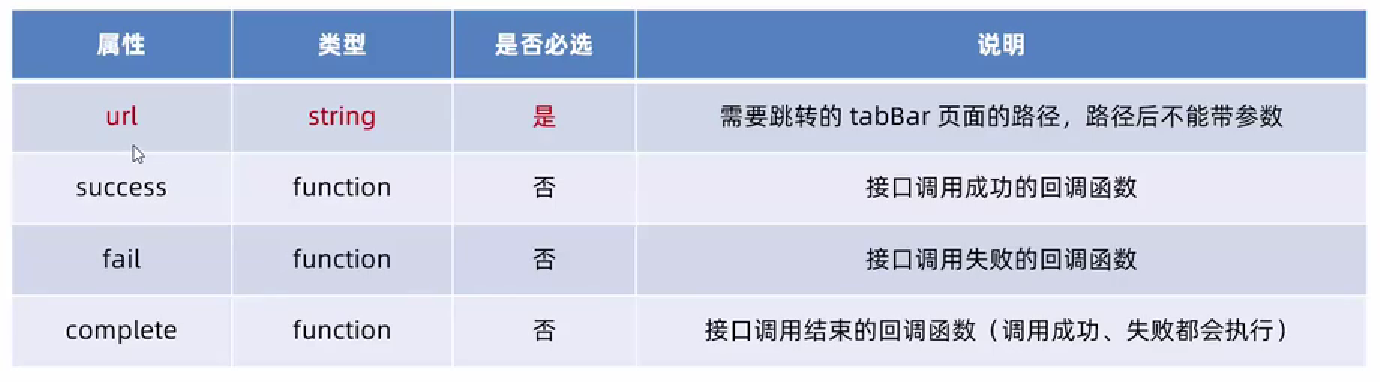 属性 类型 是否必选 说明
url string 是 需要跳转的 tabBar 页面的路径，路径后不能带参数
success function 否 接口调用成功的回调函数
fail function 否 接口调用失败的回调函数
complete function 否 接口调用结束的回调函数（调用成功、失败都会执行）